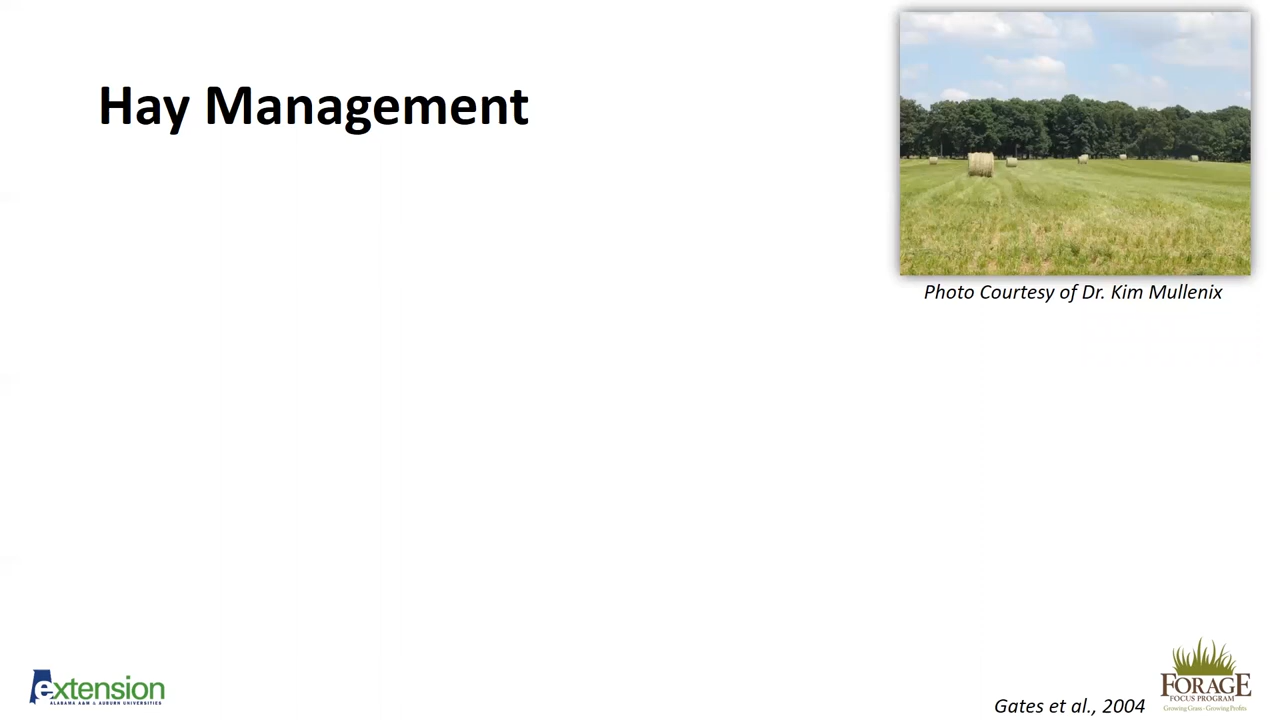 Hay Management
Photo Courtesy of Dr. Kim Mullenix
extension
ALABAMA A&M & AUBURN UNIVERSITIES
Gates et al., 2004
FORAGE
FOCUS PROGRAM
Growing Grass · Growing Profits